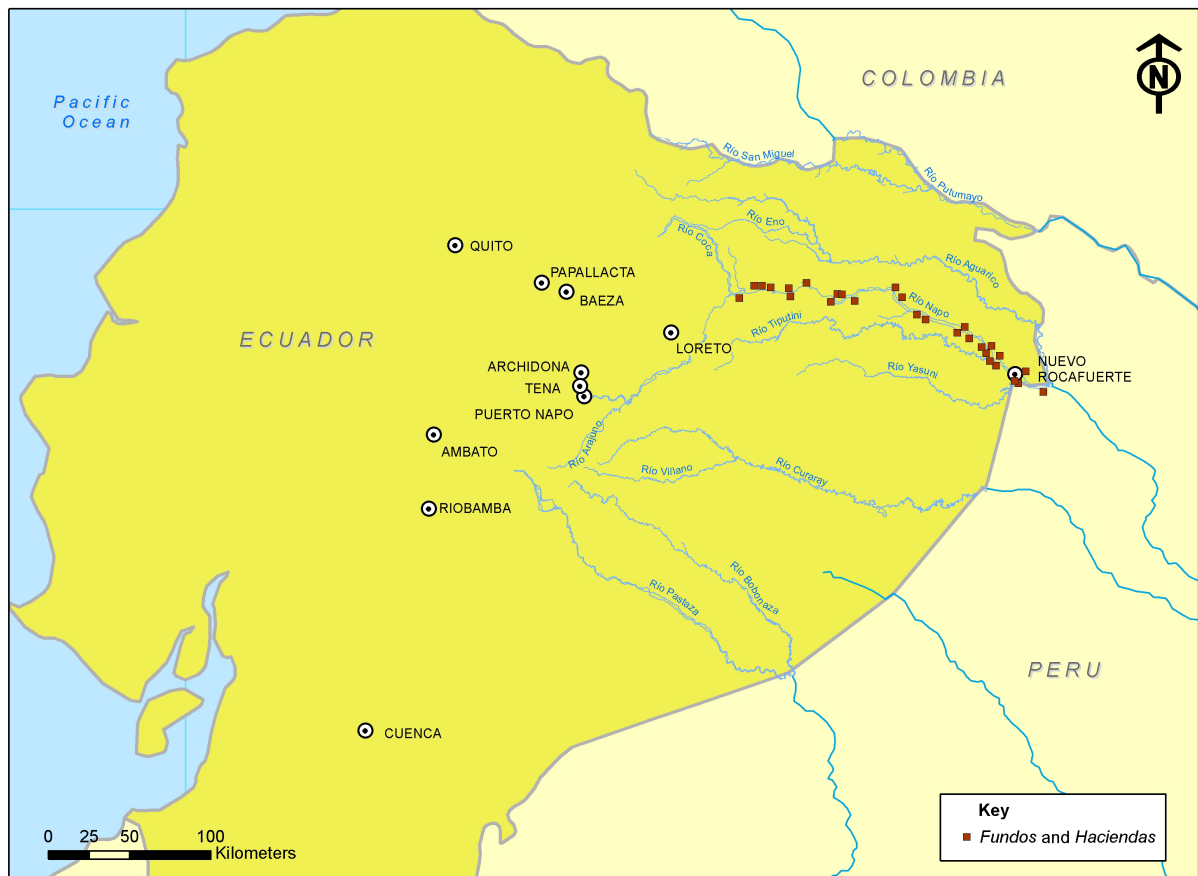 COLOMBIA
N
Pacific
Ocean
Río San Miguel
Río Putumayo
Río Eno
Río Coca
QUITO
Río Aguarico
PAPALLACTA
BAEZA
Río Napo
Río Tiputini
ECUADOR
LORETO
NUEVO
ROCAFUERTE
ARCHIDONA
Río Yasuni
TENA
PUERTO NAPO
Río Arajuno
AMBATO
Río Villano
Río Curaray
RIOBAMBA
Río Bobonaza
Río Pastaza
PERU
CUENCA
Key
Fundos and Haciendas
0 25 50 100
Kilometers